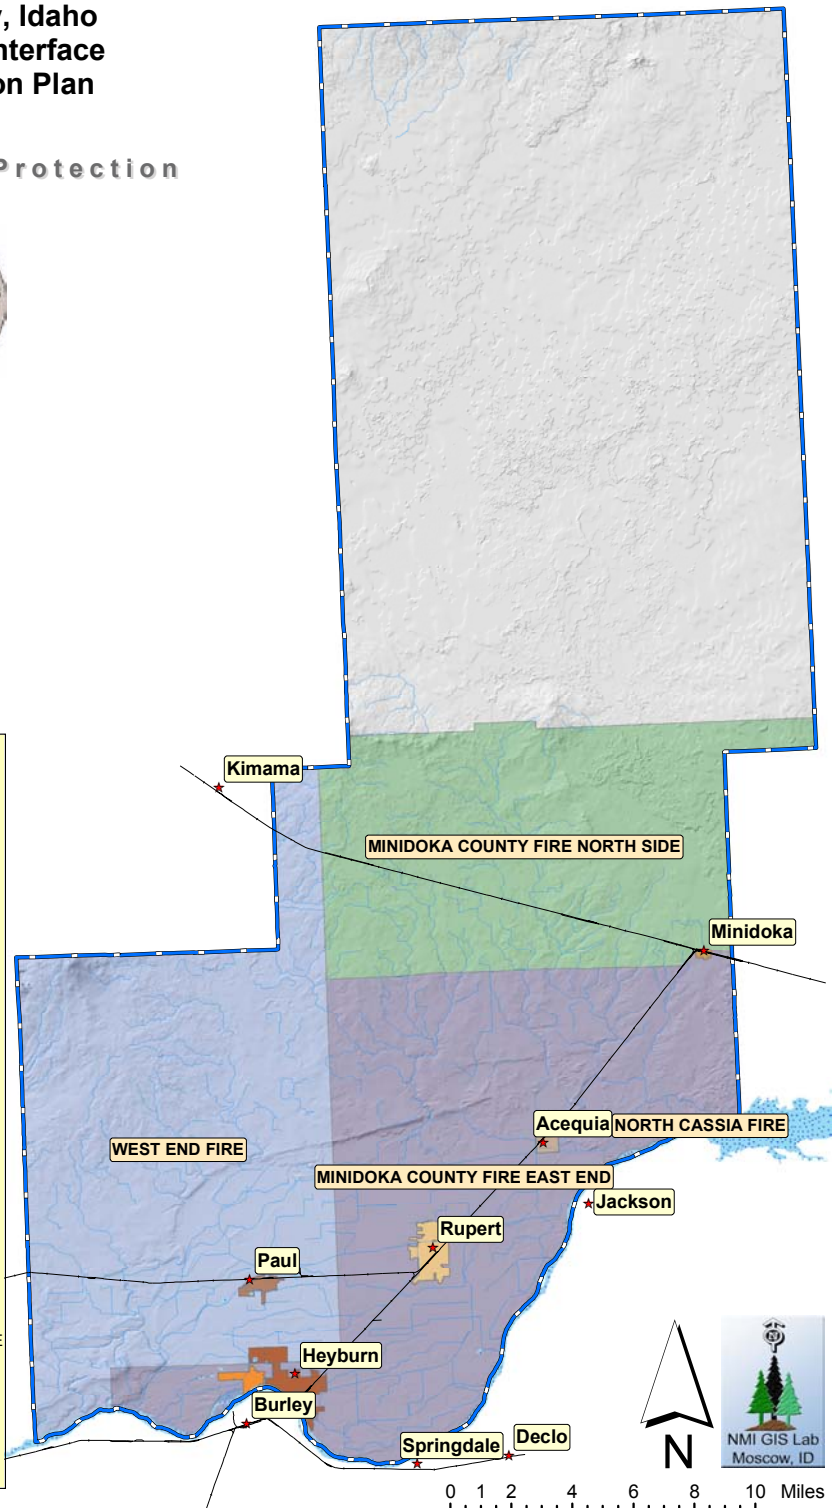 , Idaho
nterface
on Plan
Protection
Kimama
MINIDOKA COUNTY FIRE NORTH SIDE
Minidoka
Acequia
NORTH CASSIA FIRE
WEST END FIRE
MINIDOKA COUNTY FIRE EAST END
Jackson
Rupert
Paul
E
Heyburn
Burley
Springdale
Declo
N
N
NMI GIS Lab
Moscow, ID
0 1 2 4 6 8 10 Miles